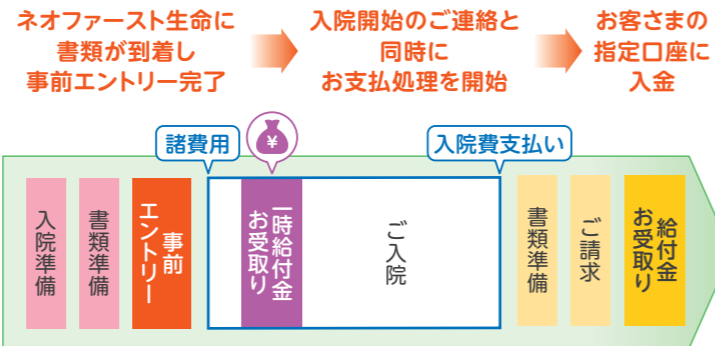 ネオファースト生命に
書類が到着し
事前エントリー完了
入院開始のご連絡と
同時に
お支払処理を開始
お客さまの
指定口座に
入金
諸費用
¥
入院費支払い
入院準備
書類準備
事前
エントリー
一時給付金
お受取り
ご入院
書類準備
ご請求
給付金
お受取り